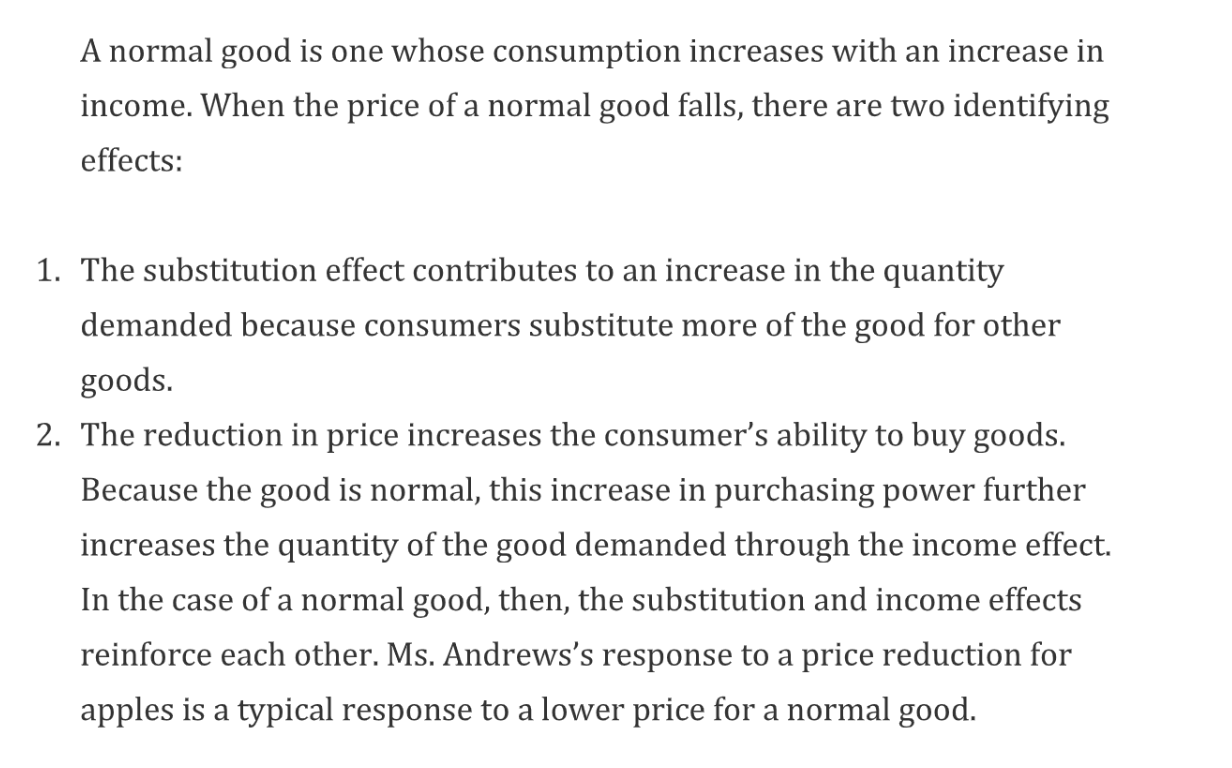 A normal good is one whose consumption increases with an increase in
income. When the price of a normal good falls, there are two identifying
effects:
1. The substitution effect contributes to an increase in the quantity
demanded because consumers substitute more of the good for other
goods.
2. The reduction in price increases the consumer’s ability to buy goods.
Because the good is normal, this increase in purchasing power further
increases the quantity of the good demanded through the income effect.
In the case of a normal good, then, the substitution and income effects
reinforce each other. Ms. Andrews’s response to a price reduction for
apples is a typical response to a lower price for a normal good.